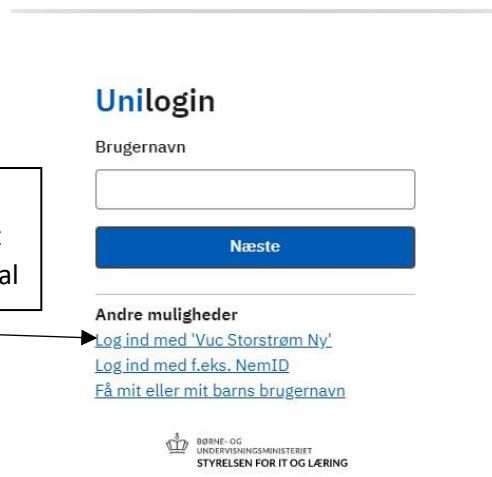 Unilogin
Brugernavn
al
Næste
Andre muligheder
Log ind med 'Vuc Storstrøm Ny'
Log ind med f.eks. NemID
Få mit eller mit barns brugernavn
BØRNE- OG
UNDERVISNINGSMINISTERIET
STYRELSEN FOR IT OG LÆRING